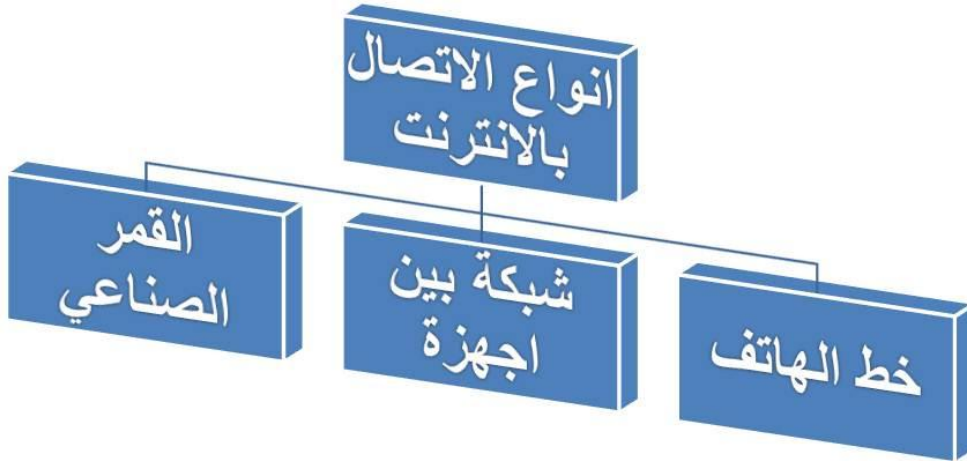 انواع الاتصال
بالانترنت
خط الهاتف
شبكة بين
اجهزة
القمر
الصناعي